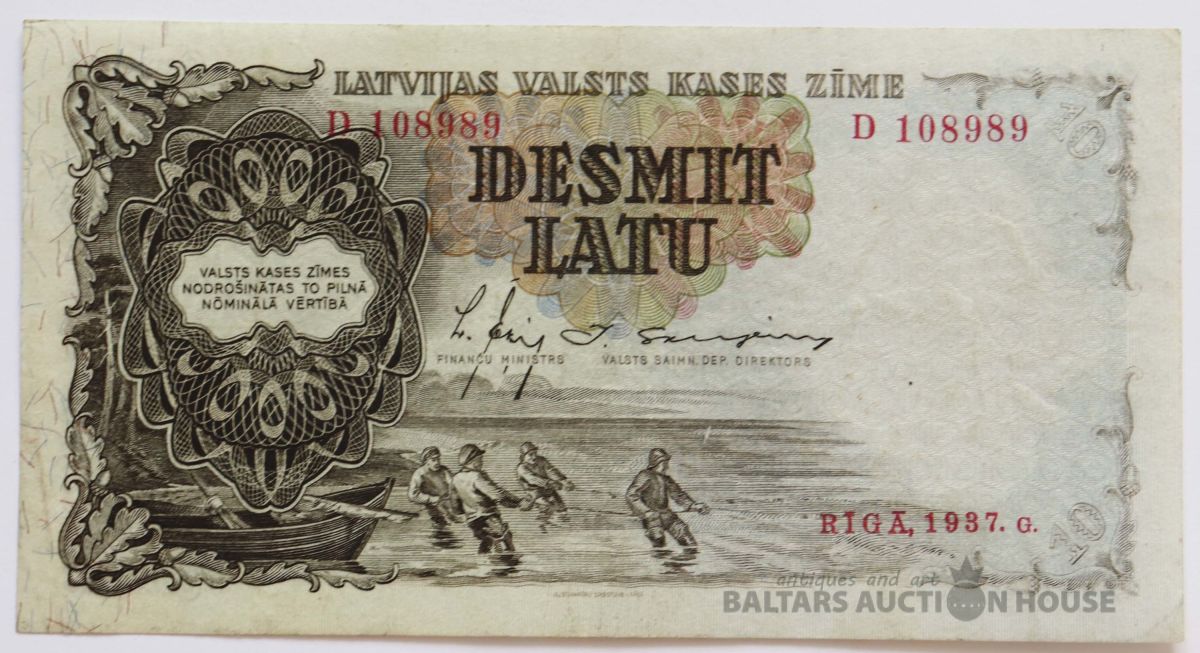 LATVIJAS VALSTS KASES ZĪME
D 108989
D 108989
DESMIT
LATU
VALSTS KASES ZĪMES
NODROŠINĀTAS TO PILNĀ
NŌMINĀLĀ VĒRTĪBĀ
FINANČU MINISTRS
VALSTS SAIMN. DEP. DIREKTORS
RĪGĀ, 1937. G.
antiques and art
BALTARS AUCTION HOUSE